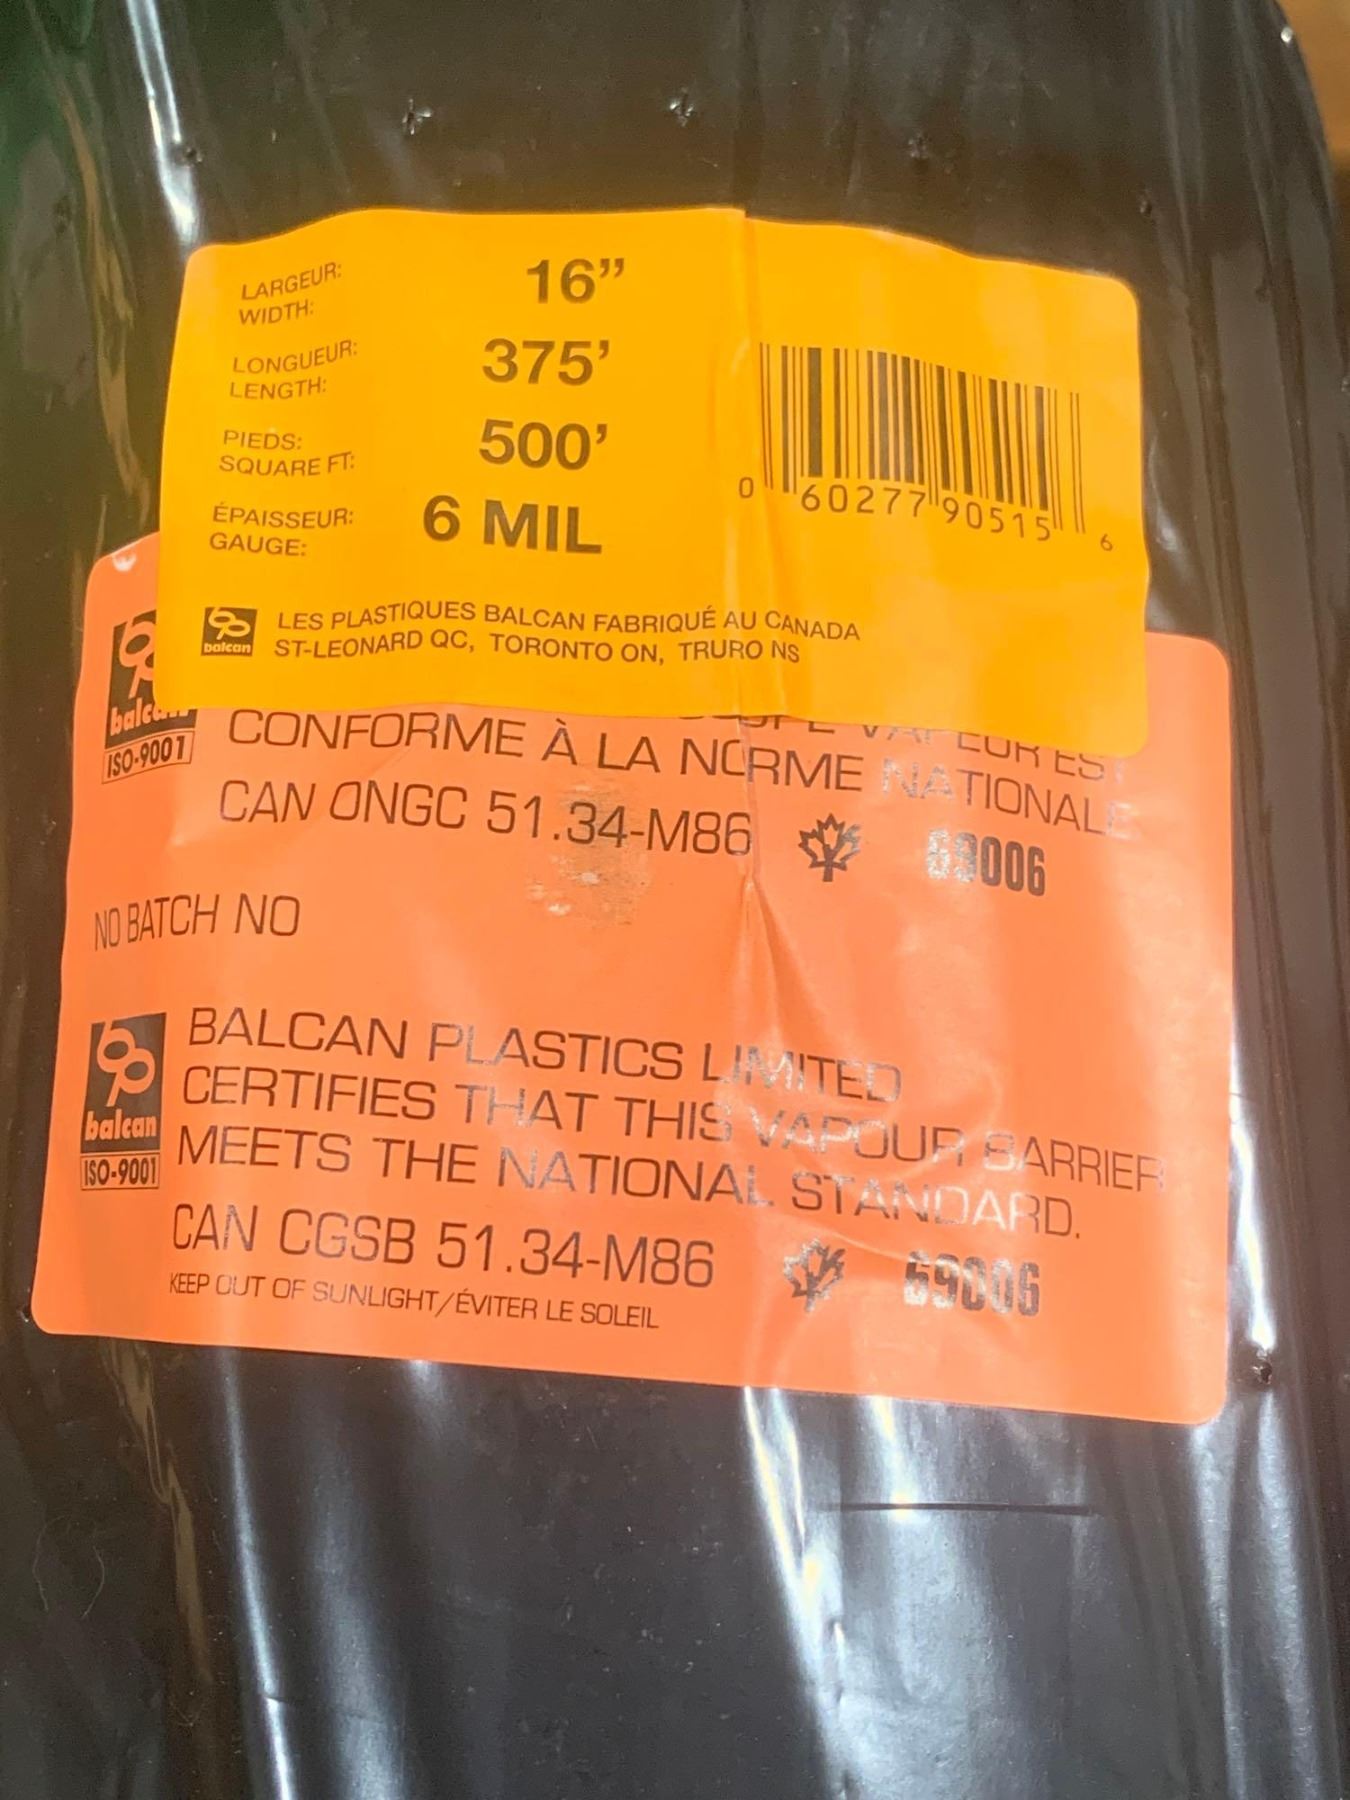 LARGEUR:
WIDTH:
16”
LONGUEUR:
LENGTH:
375’
PIEDS:
SQUARE FT:
500’
ÉPAISSEUR:
GAUGE:
6 MIL
0 60277 90515 6
balcan
LES PLASTIQUES BALCAN FABRIQUÉ AU CANADA
ST-LEONARD QC, TORONTO ON, TRURO NS
balcan
ISO-9001
VAPEUR EST
CONFORME À LA NORME NATIONALE
CAN ONGC 51.34-M86
69006
NO BATCH NO
balcan
ISO-9001
BALCAN PLASTICS LIMITED
CERTIFIES THAT THIS VAPOUR BARRIER
MEETS THE NATIONAL STANDARD.
CAN CGSB 51.34-M86
69006
KEEP OUT OF SUNLIGHT/ÉVITER LE SOLEIL